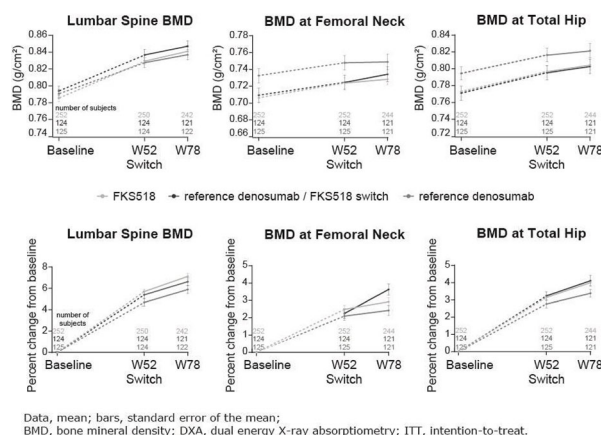 Lumbar Spine BMD
BMD (g/cm²)
0.86
0.84
0.82
0.80
0.78
0.76
0.74
number of subjects
252 250 242
124 124 121
125 124 122
Baseline W52 W78
Switch
BMD at Femoral Neck
BMD (g/cm²)
0.78
0.76
0.74
0.72
0.70
0.68
0.66
252 252 244
124 124 121
125 125 121
Baseline W52 W78
Switch
BMD at Total Hip
BMD (g/cm²)
0.84
0.82
0.80
0.78
0.76
0.74
0.72
252 252 244
124 124 121
125 125 121
Baseline W52 W78
Switch
FKS518 reference denosumab / FKS518 switch reference denosumab
Lumbar Spine BMD
Percent change from baseline
8
6
4
2
0
number of
subjects
252 250 242
124 124 121
125 124 122
Baseline W52 W78
Switch
BMD at Femoral Neck
Percent change from baseline
5
4
3
2
1
0
252 252 244
124 124 121
125 125 121
Baseline W52 W78
Switch
BMD at Total Hip
Percent change from baseline
5
4
3
2
1
0
252 252 244
124 124 121
125 125 121
Baseline W52 W78
Switch
Data, mean; bars, standard error of the mean;
BMD, bone mineral density; DXA, dual energy X-ray absorptiometry; ITT, intention-to-treat.